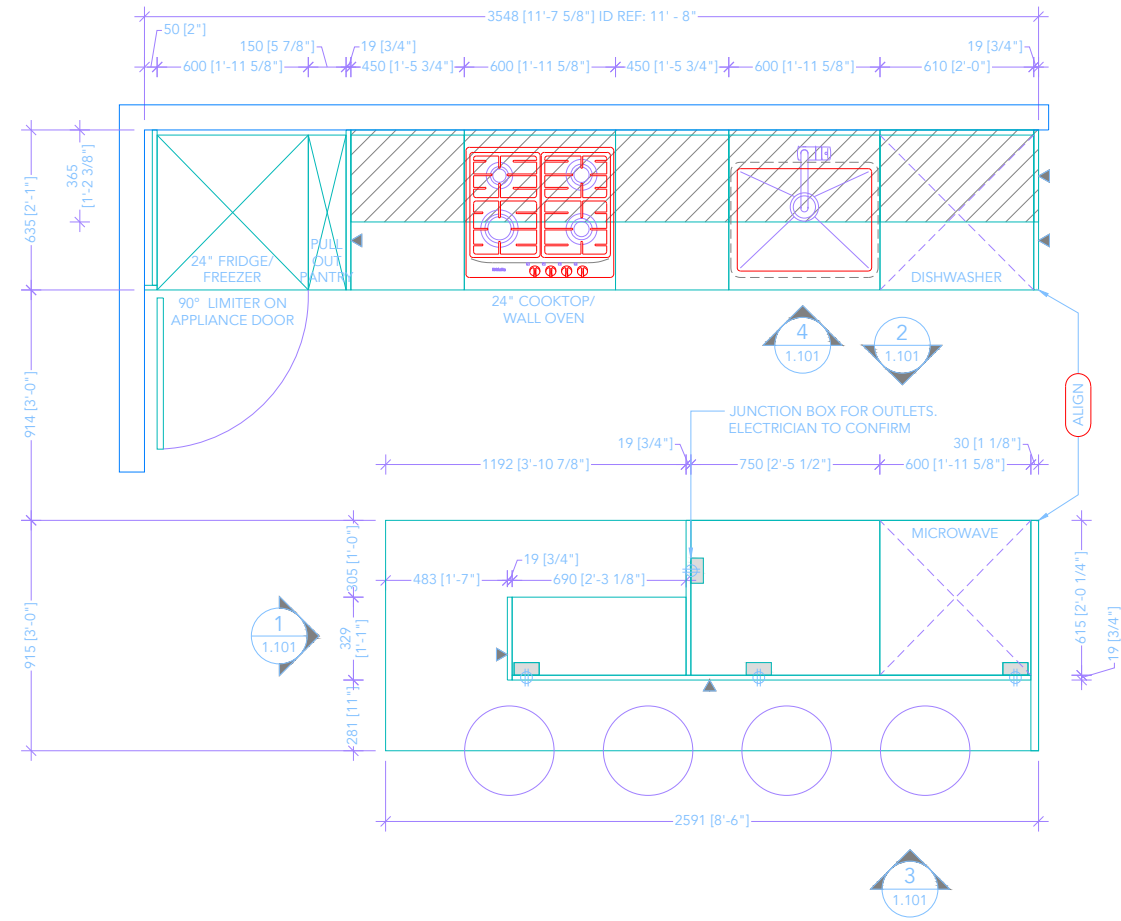 3548 [11'-7 5/8"] ID REF: 11' - 8"
50 [2"]
150 [5 7/8"]
19 [3/4"]
19 [3/4"]
600 [1'-11 5/8"]
450 [1'-5 3/4"]
600 [1'-11 5/8"]
450 [1'-5 3/4"]
600 [1'-11 5/8"]
610 [2'-0"]
365
[1'-2 3/8"]
635 [2'-1"]
24" FRIDGE/
FREEZER
PULL
OUT
PANTRY
DISHWASHER
90° LIMITER ON
APPLIANCE DOOR
24" COOKTOP/
WALL OVEN
4
1.101
2
1.101
914 [3'-0"]
ALIGN
JUNCTION BOX FOR OUTLETS.
ELECTRICIAN TO CONFIRM
19 [3/4"]
30 [1 1/8"]
1192 [3'-10 7/8"]
750 [2'-5 1/2"]
600 [1'-11 5/8"]
MICROWAVE
305 [1'-0"]
19 [3/4"]
483 [1'-7"]
690 [2'-3 1/8"]
1
1.101
329
[1'-1"]
915 [3'-0"]
615 [2'-0 1/4"]
19 [3/4"]
281 [11"]
2591 [8'-6"]
3
1.101